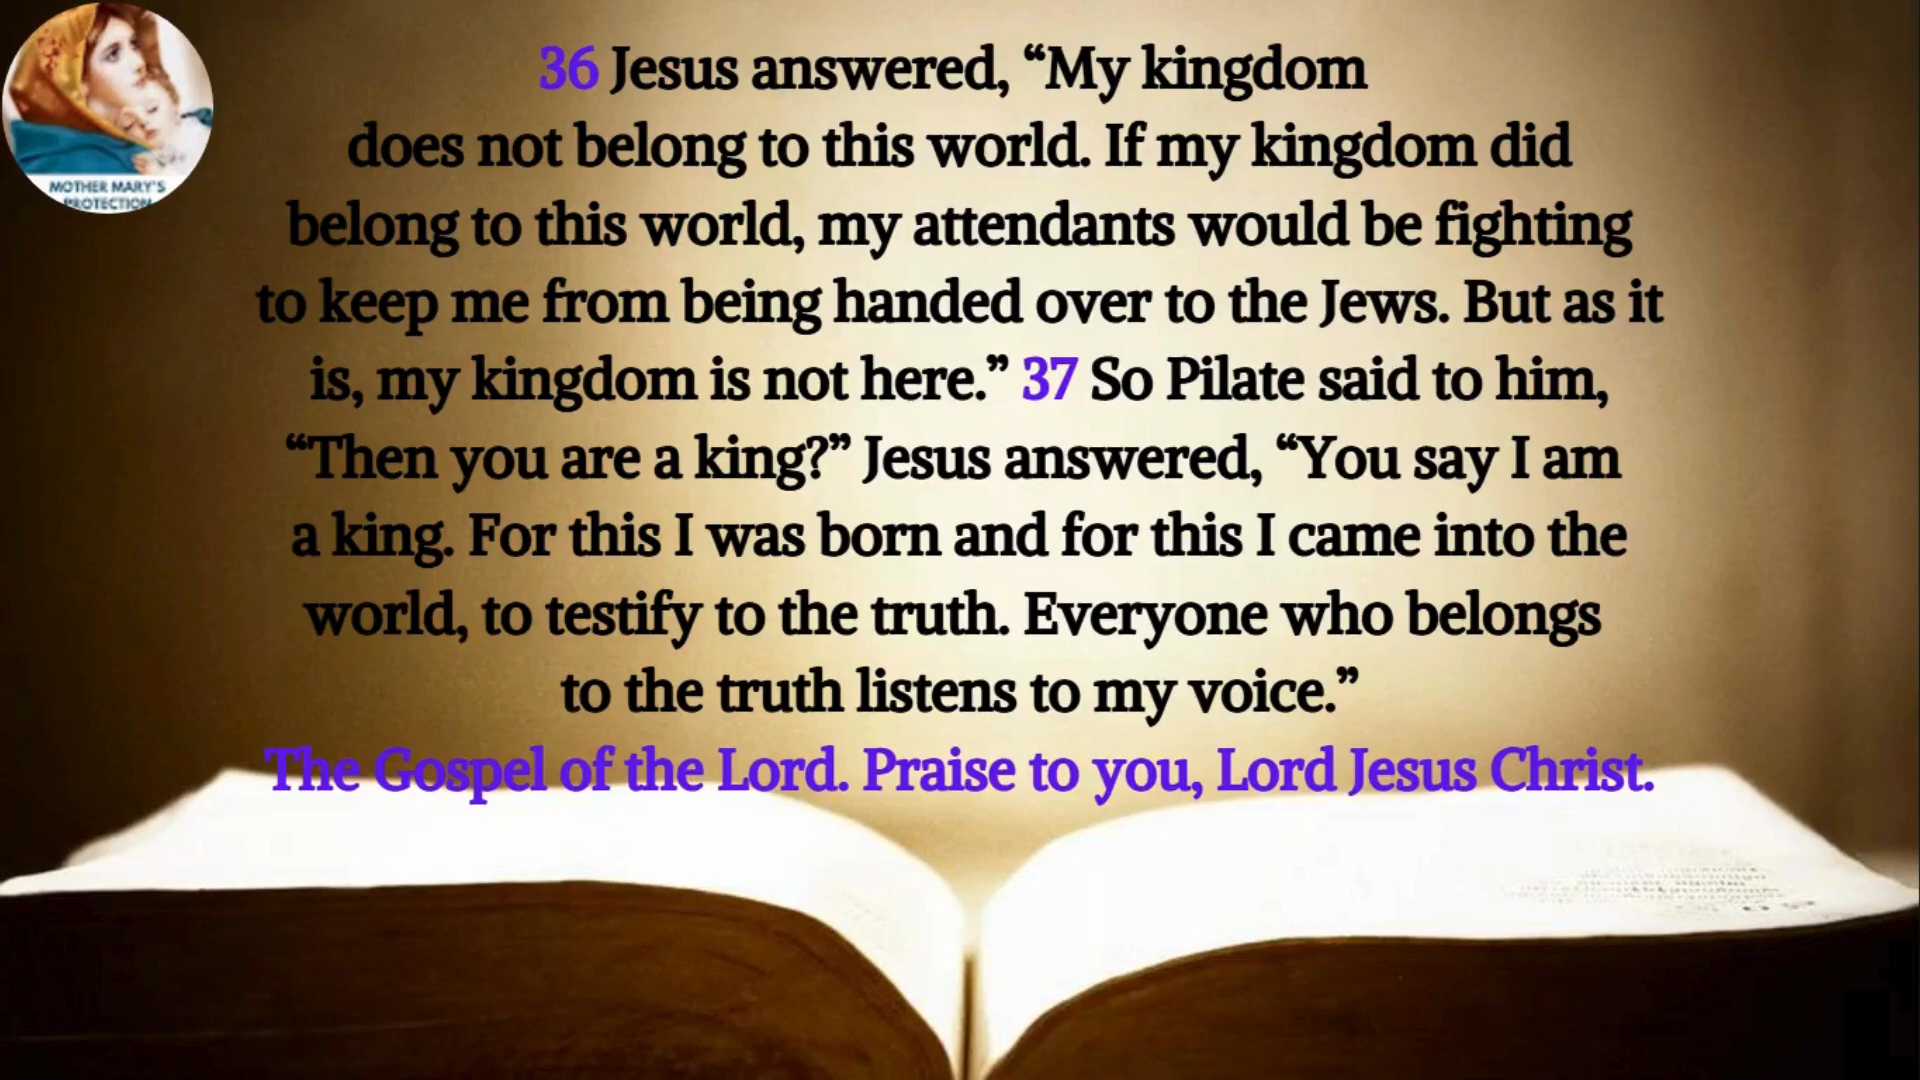 MOTHER MARY'S
PROTECTION
36 Jesus answered, “My kingdom
does not belong to this world. If my kingdom did
belong to this world, my attendants would be fighting
to keep me from being handed over to the Jews. But as it
is, my kingdom is not here.” 37 So Pilate said to him,
“Then you are a king?” Jesus answered, “You say I am
a king. For this I was born and for this I came into the
world, to testify to the truth. Everyone who belongs
to the truth listens to my voice.”
The Gospel of the Lord. Praise to you, Lord Jesus Christ.